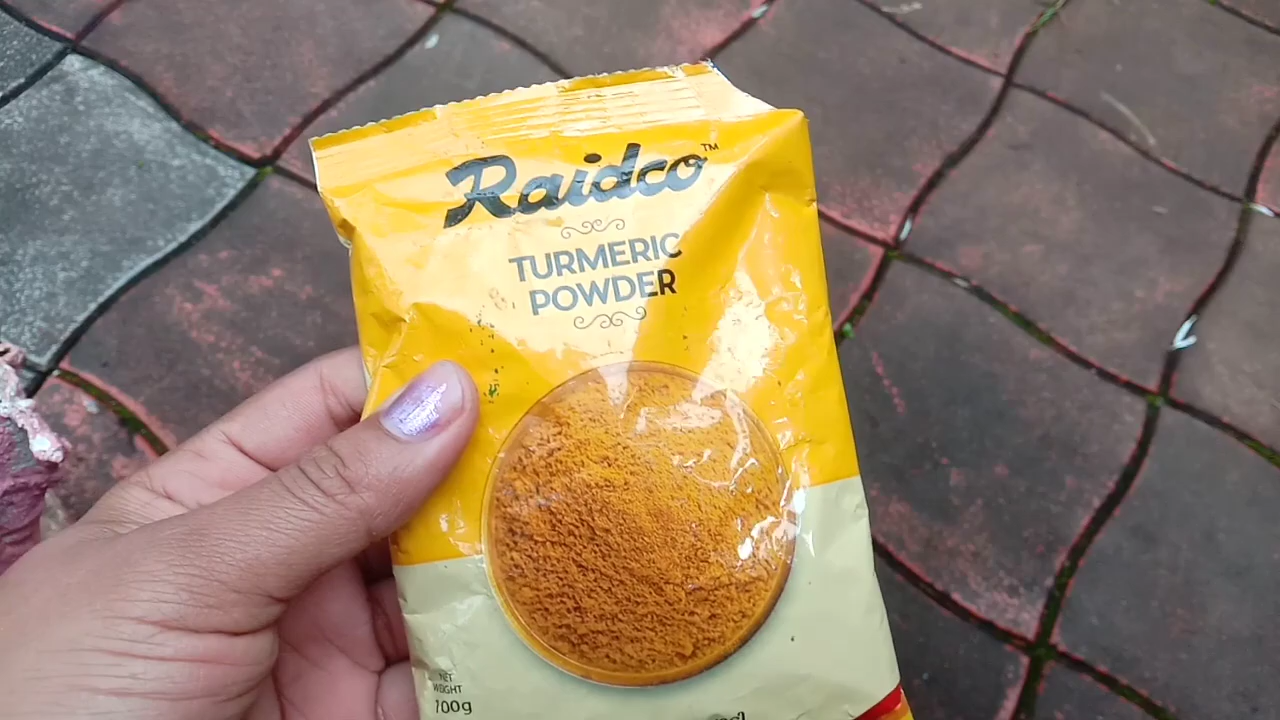 Raidco™
TURMERIC
POWDER
NET
WEIGHT
100g